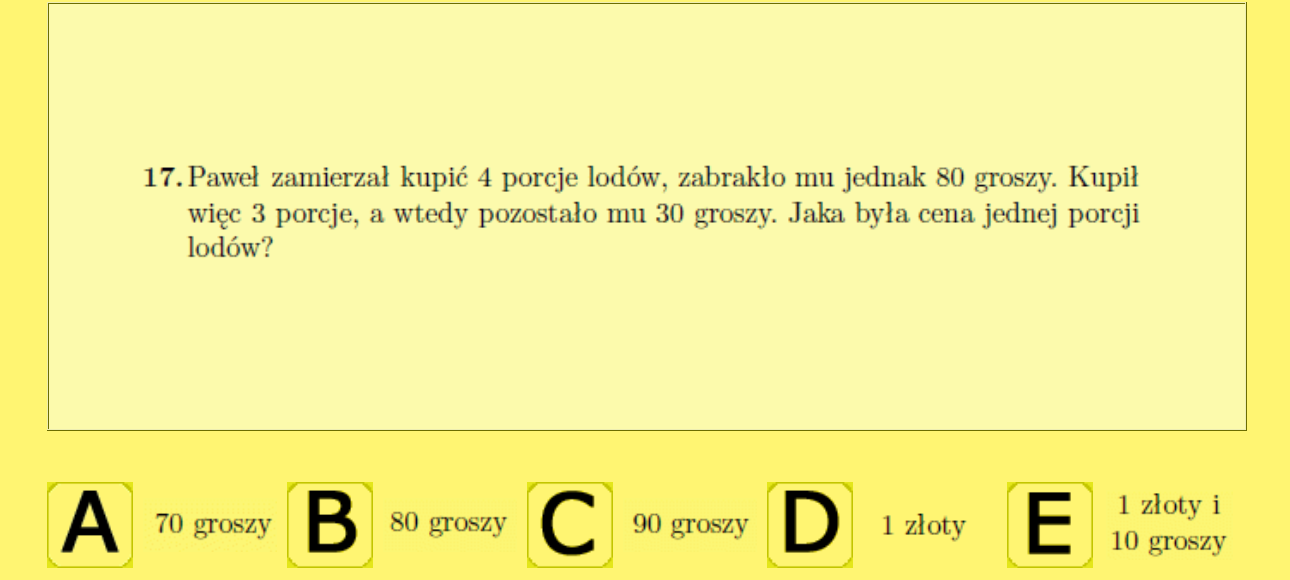 17. Paweł zamierzał kupić 4 porcje lodów, zabrakło mu jednak 80 groszy. Kupił
więc 3 porcje, a wtedy pozostało mu 30 groszy. Jaka była cena jednej porcji
lodów?
A 70 groszy B 80 groszy C 90 groszy D 1 złoty E 1 złoty i
10 groszy